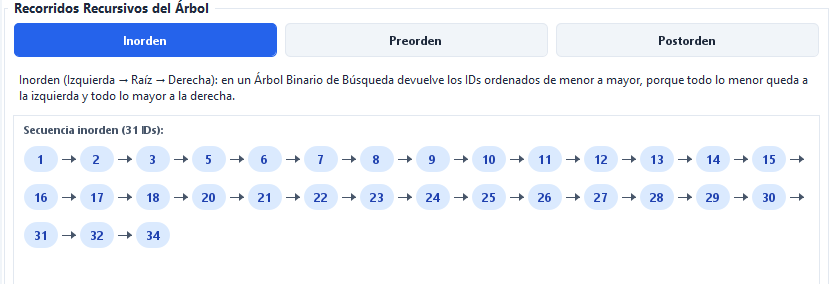 Recorridos Recursivos del Árbol
Inorden Preorden Postorden
Inorden (Izquierda → Raíz → Derecha): en un Árbol Binario de Búsqueda devuelve los IDs ordenados de menor a mayor, porque todo lo menor queda a
la izquierda y todo lo mayor a la derecha.
Secuencia inorden (31 IDs):
1 → 2 → 3 → 5 → 6 → 7 → 8 → 9 → 10 → 11 → 12 → 13 → 14 → 15 →
16 → 17 → 18 → 20 → 21 → 22 → 23 → 24 → 25 → 26 → 27 → 28 → 29 → 30 →
31 → 32 → 34